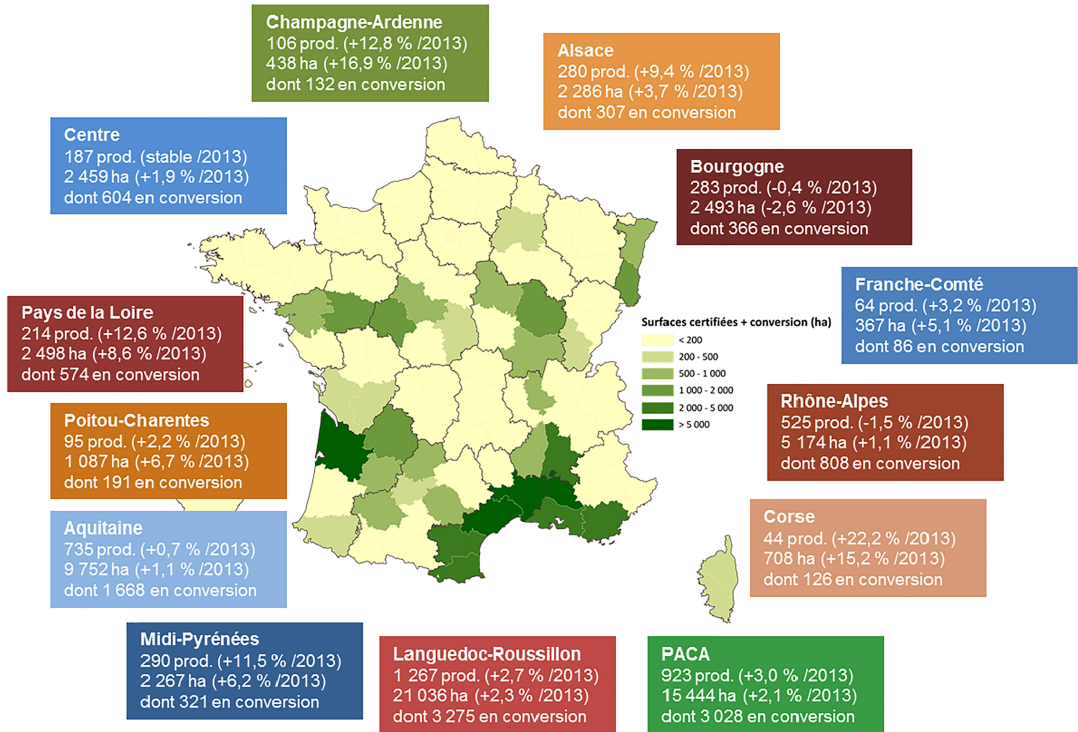 Champagne-Ardenne
106 prod. (+12,8 % /2013)
438 ha (+16,9 % /2013)
dont 132 en conversion
Alsace
280 prod. (+9,4 % /2013)
2 286 ha (+3,7 % /2013)
dont 307 en conversion
Centre
187 prod. (stable /2013)
2 459 ha (+1,9 % /2013)
dont 604 en conversion
Bourgogne
283 prod. (-0,4 % /2013)
2 493 ha (-2,6 % /2013)
dont 366 en conversion
Franche-Comté
64 prod. (+3,2 % /2013)
367 ha (+5,1 % /2013)
dont 86 en conversion
Pays de la Loire
214 prod. (+12,6 % /2013)
2 498 ha (+8,6 % /2013)
dont 574 en conversion
Surfaces certifiées + conversion (ha)
< 200
200 - 500
500 - 1 000
1 000 - 2 000
2 000 - 5 000
> 5 000
Rhône-Alpes
525 prod. (-1,5 % /2013)
5 174 ha (+1,1 % /2013)
dont 808 en conversion
Poitou-Charentes
95 prod. (+2,2 % /2013)
1 087 ha (+6,7 % /2013)
dont 191 en conversion
Corse
44 prod. (+22,2 % /2013)
708 ha (+15,2 % /2013)
dont 126 en conversion
Aquitaine
735 prod. (+0,7 % /2013)
9 752 ha (+1,1 % /2013)
dont 1 668 en conversion
Midi-Pyrénées
290 prod. (+11,5 % /2013)
2 267 ha (+6,2 % /2013)
dont 321 en conversion
Languedoc-Roussillon
1 267 prod. (+2,7 % /2013)
21 036 ha (+2,3 % /2013)
dont 3 275 en conversion
PACA
923 prod. (+3,0 % /2013)
15 444 ha (+2,1 % /2013)
dont 3 028 en conversion